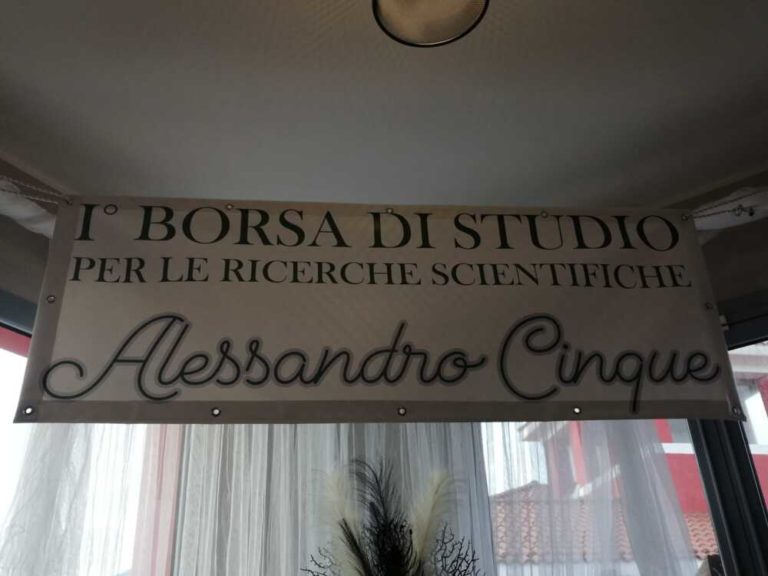 I° BORSA DI STUDIO
PER LE RICERCHE SCIENTIFICHE
Alessandro Cinque